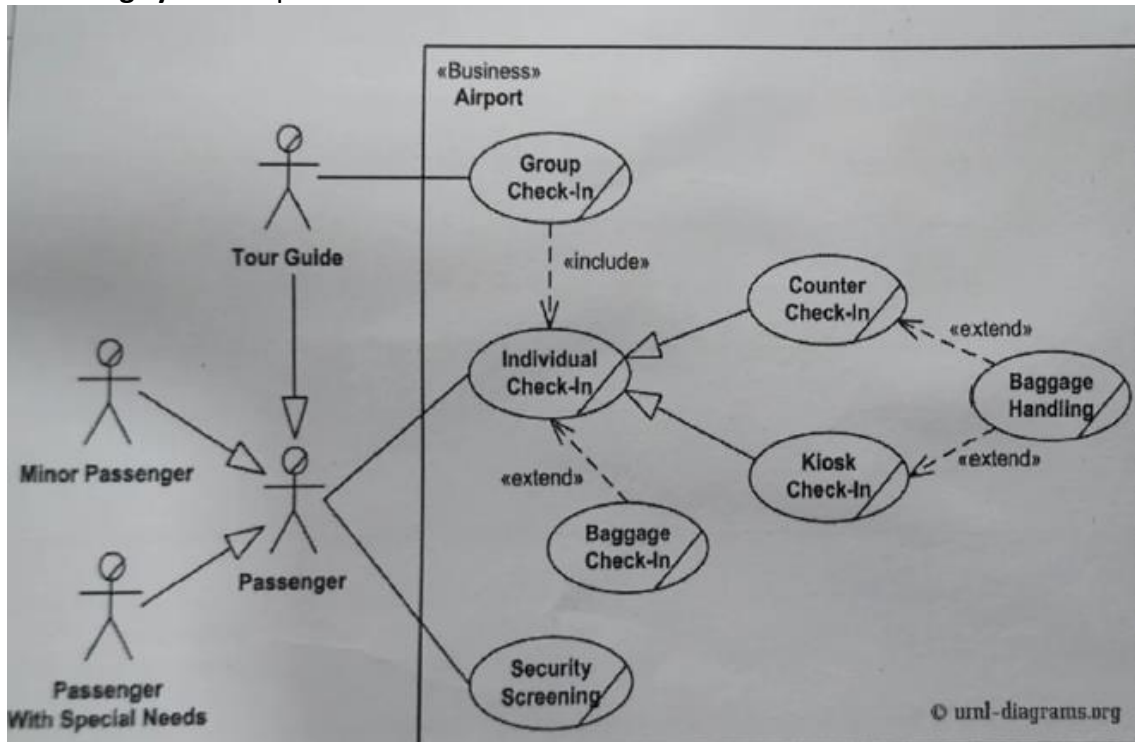 «Business»
Airport
Group
Check-In
Tour Guide
«include»
Counter
Check-In
«extend»
Individual
Check-In
Baggage
Handling
Minor Passenger
«extend»
Kiosk
Check-In
«extend»
Baggage
Check-In
Passenger
Security
Screening
Passenger
With Special Needs
© uml-diagrams.org